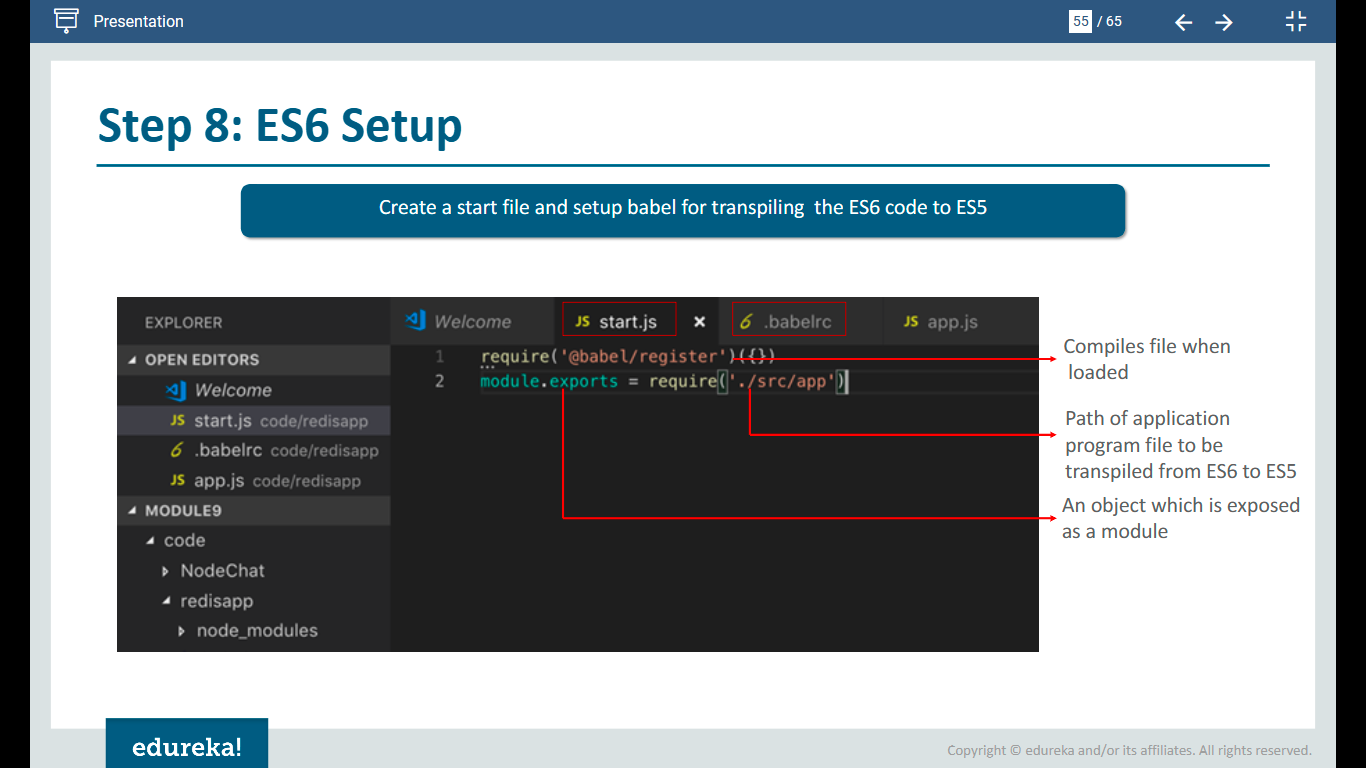 Presentation
55 / 65
Step 8: ES6 Setup
Create a start file and setup babel for transpiling the ES6 code to ES5
EXPLORER
OPEN EDITORS
Welcome
JS start.js code/redisapp
6 .babelrc code/redisapp
JS app.js code/redisapp
MODULE9
code
NodeChat
redisapp
node_modules
Welcome
JS start.js
6 .babelrc
JS app.js
1 require('@babel/register')({})
2 module.exports = require('./src/app')
Compiles file when
loaded
Path of application
program file to be
transpiled from ES6 to ES5
An object which is exposed
as a module
edureka!
Copyright © edureka and/or its affiliates. All rights reserved.